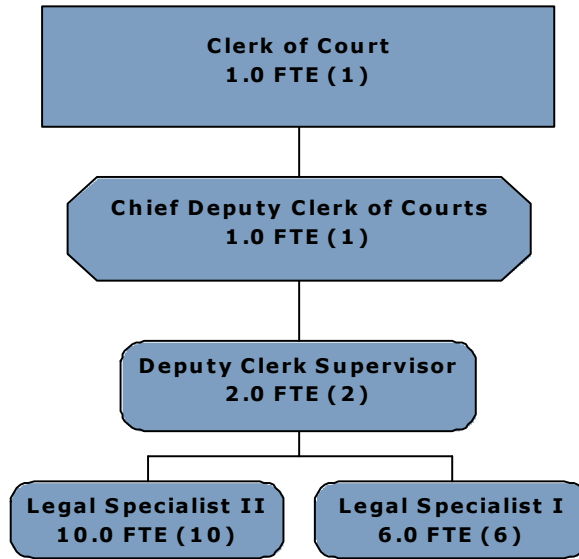 Clerk of Court
1.0 FTE (1)
Chief Deputy Clerk of Courts
1.0 FTE (1)
Deputy Clerk Supervisor
2.0 FTE (2)
Legal Specialist II
10.0 FTE (10)
Legal Specialist I
6.0 FTE (6)